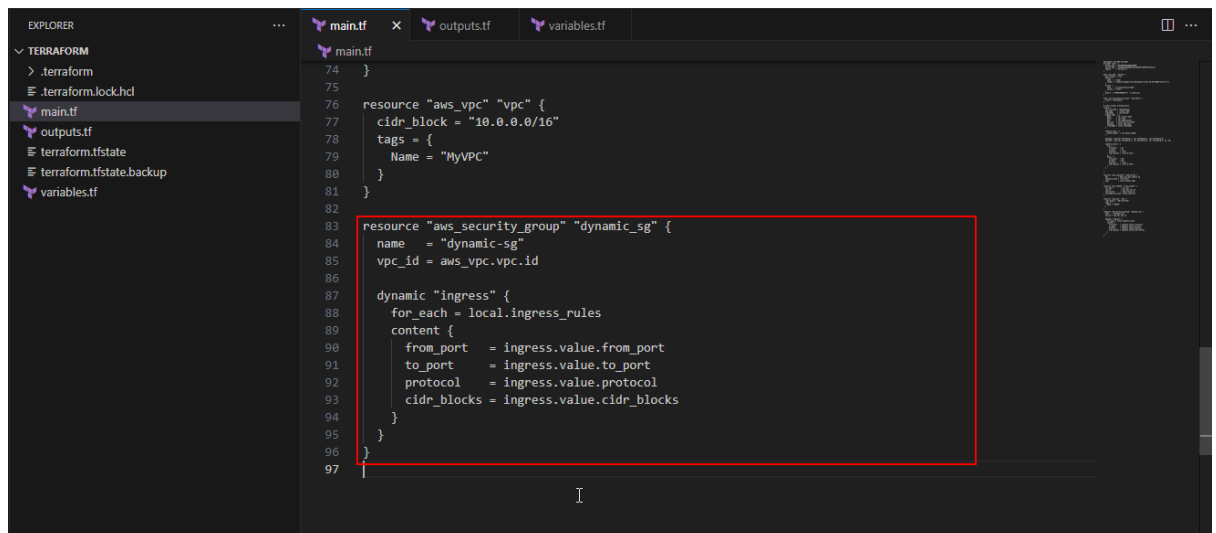 EXPLORER
TERRAFORM
.terraform
.terraform.lock.hcl
main.tf
outputs.tf
terraform.tfstate
terraform.tfstate.backup
variables.tf
main.tf
outputs.tf
variables.tf
main.tf
74 }
75
76 resource "aws_vpc" "vpc" {
77 cidr_block = "10.0.0.0/16"
78 tags = {
79 Name = "MyVPC"
80 }
81 }
82
83 resource "aws_security_group" "dynamic_sg" {
84 name   = "dynamic-sg"
85 vpc_id = aws_vpc.vpc.id
86
87 dynamic "ingress" {
88 for_each = local.ingress_rules
89 content {
90 from_port   = ingress.value.from_port
91 to_port     = ingress.value.to_port
92 protocol    = ingress.value.protocol
93 cidr_blocks = ingress.value.cidr_blocks
94 }
95 }
96 }
97